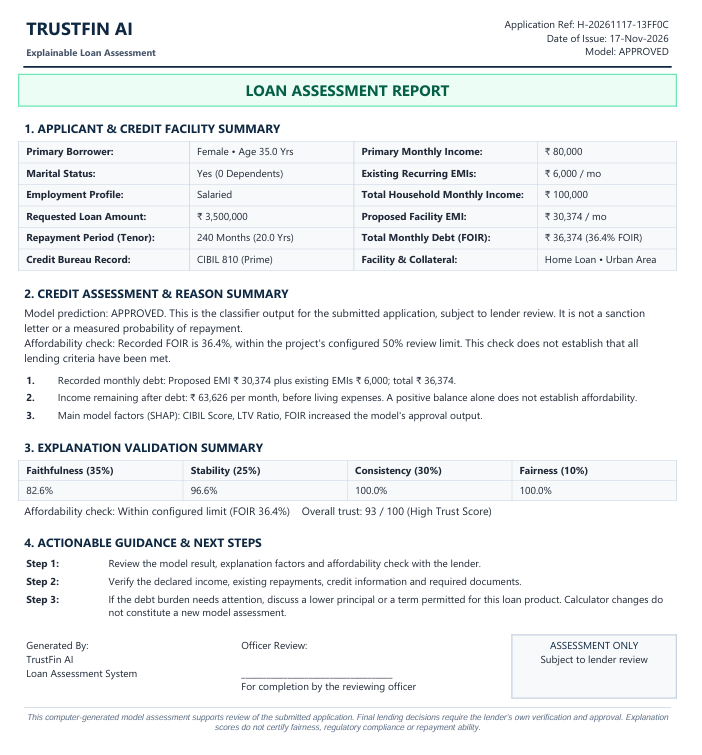 TRUSTFIN AI
Explainable Loan Assessment
Application Ref: H-20261117-13FF0C
Date of Issue: 17-Nov-2026
Model: APPROVED
LOAN ASSESSMENT REPORT
1. APPLICANT & CREDIT FACILITY SUMMARY
Primary Borrower: Female • Age 35.0 Yrs Primary Monthly Income: ₹ 80,000
Marital Status: Yes (0 Dependents) Existing Recurring EMIs: ₹ 6,000 / mo
Employment Profile: Salaried Total Household Monthly Income: ₹ 100,000
Requested Loan Amount: ₹ 3,500,000 Proposed Facility EMI: ₹ 30,374 / mo
Repayment Period (Tenor): 240 Months (20.0 Yrs) Total Monthly Debt (FOIR): ₹ 36,374 (36.4% FOIR)
Credit Bureau Record: CIBIL 810 (Prime) Facility & Collateral: Home Loan • Urban Area
2. CREDIT ASSESSMENT & REASON SUMMARY
Model prediction: APPROVED. This is the classifier output for the submitted application, subject to lender review. It is not a sanction
letter or a measured probability of repayment.
Affordability check: Recorded FOIR is 36.4%, within the project's configured 50% review limit. This check does not establish that all
lending criteria have been met.
1. Recorded monthly debt: Proposed EMI ₹ 30,374 plus existing EMIs ₹ 6,000; total ₹ 36,374.
2. Income remaining after debt: ₹ 63,626 per month, before living expenses. A positive balance alone does not establish affordability.
3. Main model factors (SHAP): CIBIL Score, LTV Ratio, FOIR increased the model's approval output.
3. EXPLANATION VALIDATION SUMMARY
Faithfulness (35%) Stability (25%) Consistency (30%) Fairness (10%)
82.6% 96.6% 100.0% 100.0%
Affordability check: Within configured limit (FOIR 36.4%) Overall trust: 93 / 100 (High Trust Score)
4. ACTIONABLE GUIDANCE & NEXT STEPS
Step 1: Review the model result, explanation factors and affordability check with the lender.
Step 2: Verify the declared income, existing repayments, credit information and required documents.
Step 3: If the debt burden needs attention, discuss a lower principal or a term permitted for this loan product. Calculator changes do
not constitute a new model assessment.
Generated By:
TrustFin AI
Loan Assessment System
Officer Review:
For completion by the reviewing officer
ASSESSMENT ONLY
Subject to lender review
This computer-generated model assessment supports review of the submitted application. Final lending decisions require the lender's own verification and approval. Explanation
scores do not certify fairness, regulatory compliance or repayment ability.